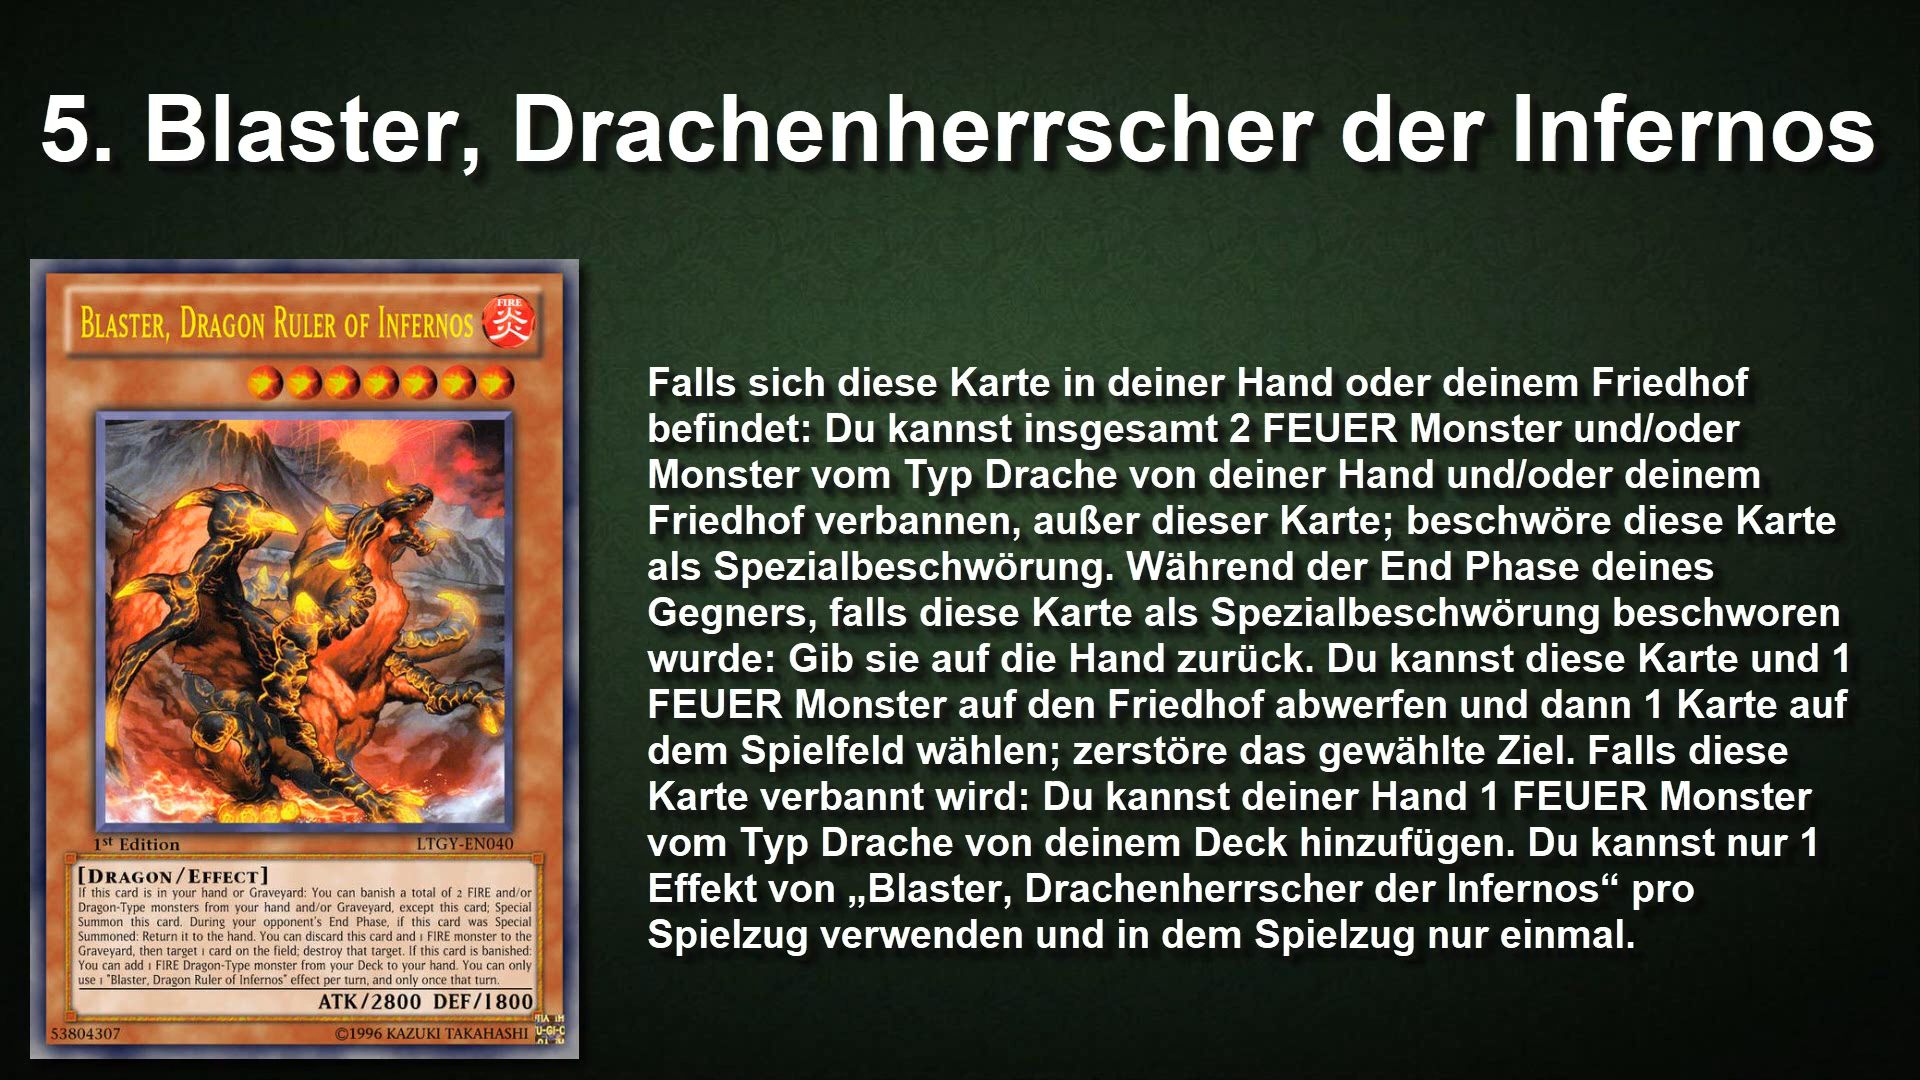 5. Blaster, Drachenherrscher der Infernos
BLASTER, DRAGON RULER OF INFERNOS
FIRE
炎
1st Edition
LTGY-EN040
[DRAGON/EFFECT]
If this card is in your hand or Graveyard: You can banish a total of 2 FIRE and/or
Dragon-Type monsters from your hand and/or Graveyard, except this card; Special
Summon this card. During your opponent's End Phase, if this card was Special
Summoned: Return it to the hand. You can discard this card and 1 FIRE monster to the
Graveyard, then target 1 card on the field; destroy that target. If this card is banished:
You can add 1 FIRE Dragon-Type monster from your Deck to your hand. You can only
use 1 "Blaster, Dragon Ruler of Infernos" effect per turn, and only once that turn.
ATK/2800 DEF/1800
53804307
©1996 KAZUKI TAKAHASHI
Falls sich diese Karte in deiner Hand oder deinem Friedhof
befindet: Du kannst insgesamt 2 FEUER Monster und/oder
Monster vom Typ Drache von deiner Hand und/oder deinem
Friedhof verbannen, außer dieser Karte; beschwöre diese Karte
als Spezialbeschwörung. Während der End Phase deines
Gegners, falls diese Karte als Spezialbeschwörung beschworen
wurde: Gib sie auf die Hand zurück. Du kannst diese Karte und 1
FEUER Monster auf den Friedhof abwerfen und dann 1 Karte auf
dem Spielfeld wählen; zerstöre das gewählte Ziel. Falls diese
Karte verbannt wird: Du kannst deiner Hand 1 FEUER Monster
vom Typ Drache von deinem Deck hinzufügen. Du kannst nur 1
Effekt von „Blaster, Drachenherrscher der Infernos“ pro
Spielzug verwenden und in dem Spielzug nur einmal.